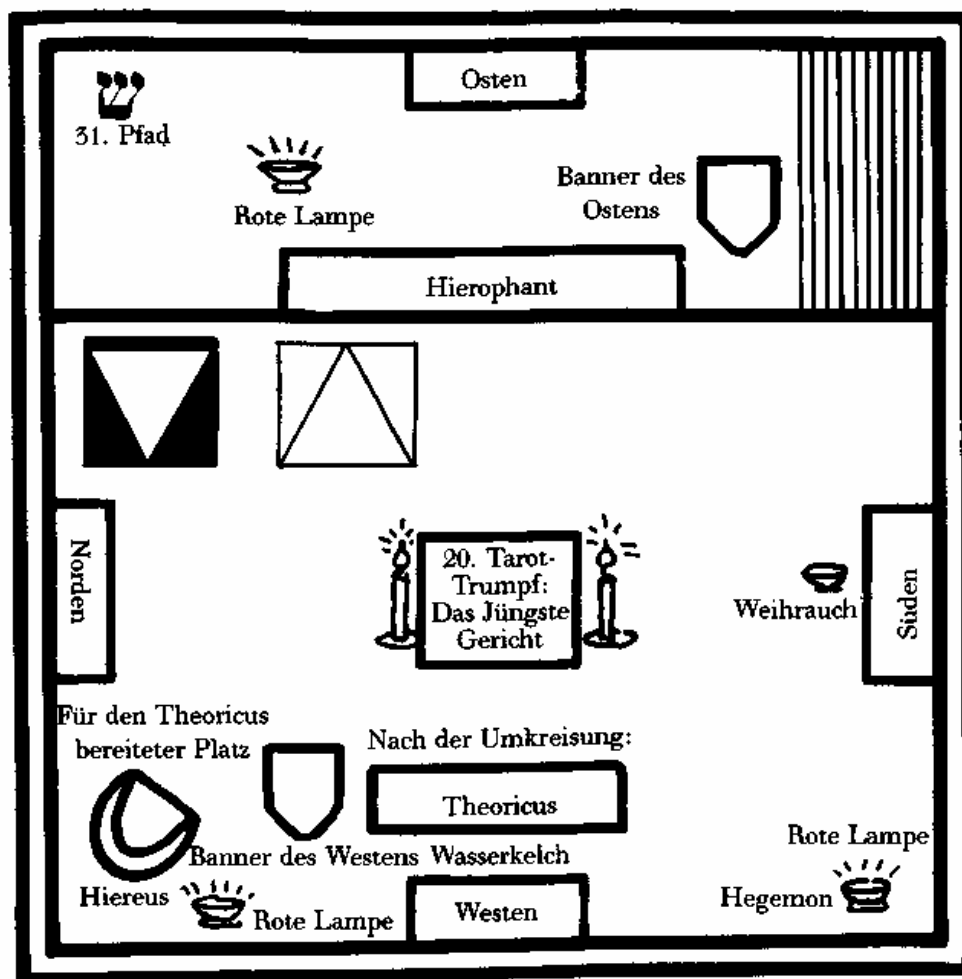 Osten
ש
31. Pfad
Rote Lampe
Banner des
Ostens
Hierophant
Norden
20. Tarot-
Trumpf:
Das Jüngste
Gericht
Weihrauch
Süden
Für den Theoricus
bereiteter Platz
Nach der Umkreisung:
Theoricus
Banner des Westens
Wasserkelch
Hiereus
Rote Lampe
Westen
Rote Lampe
Hegemon